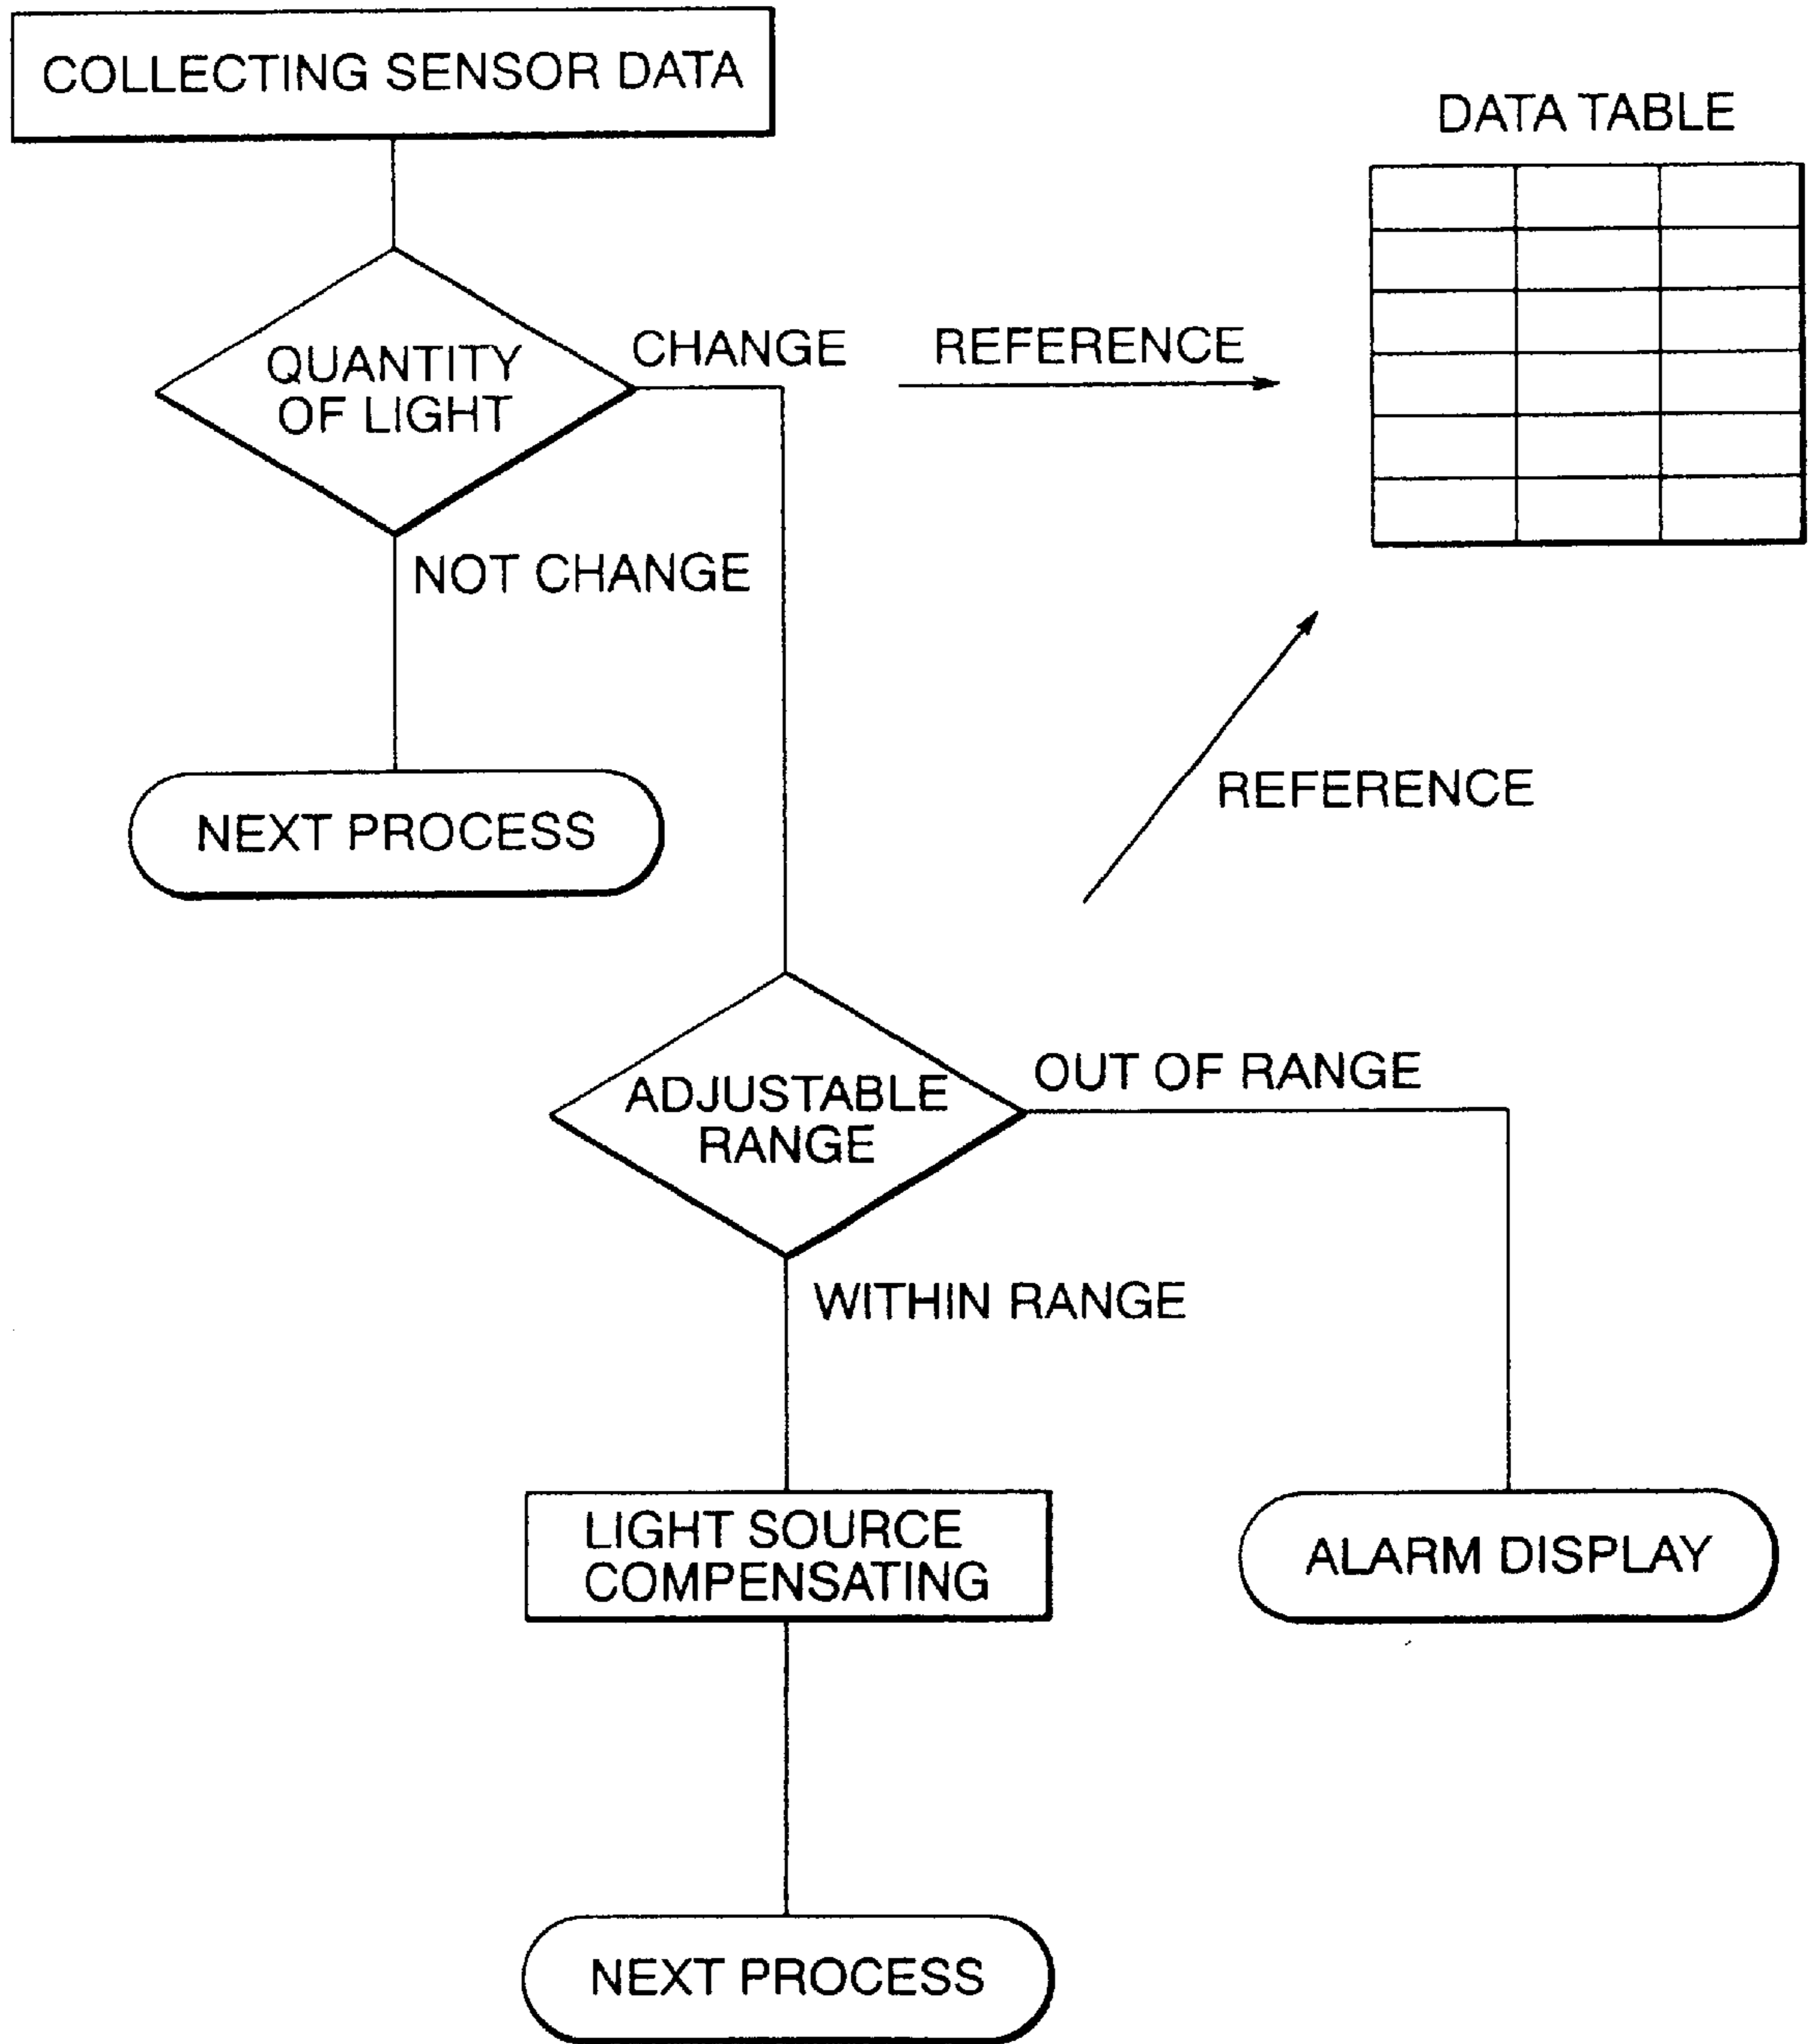 COLLECTING SENSOR DATA
DATA TABLE
QUANTITY
OF LIGHT
CHANGE
REFERENCE
NOT CHANGE
NEXT PROCESS
REFERENCE
ADJUSTABLE
RANGE
OUT OF RANGE
WITHIN RANGE
LIGHT SOURCE
COMPENSATING
ALARM DISPLAY
NEXT PROCESS